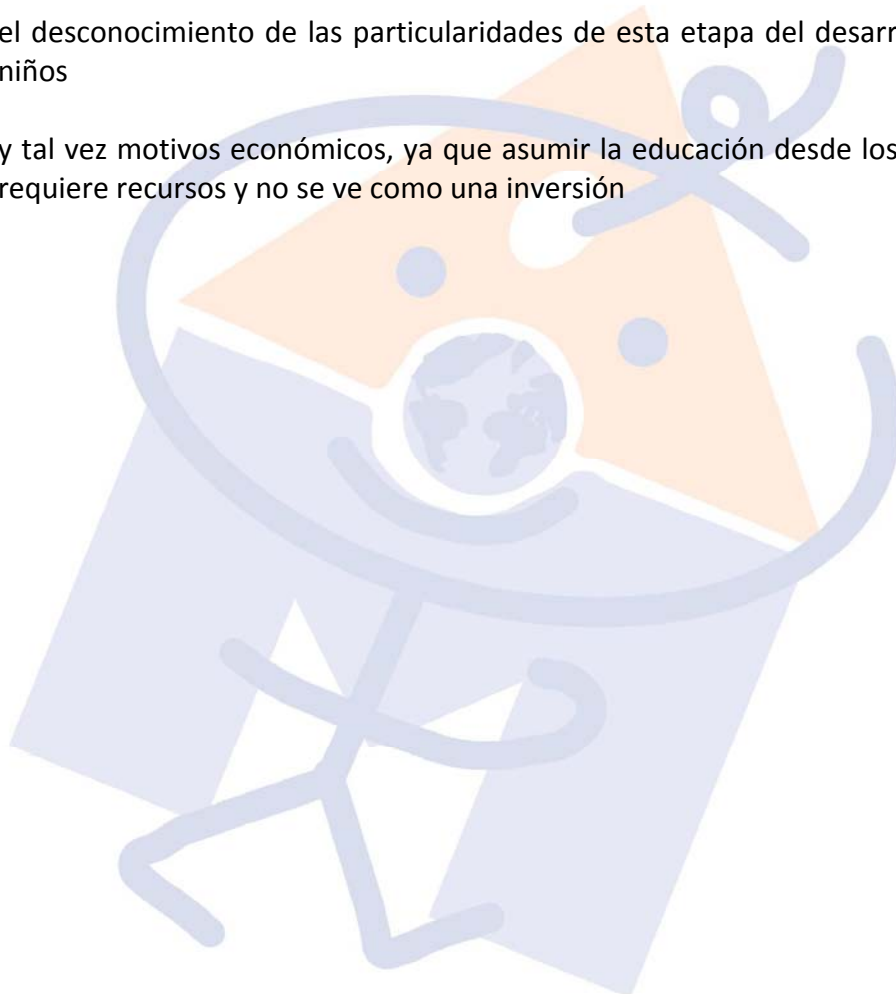 el desconocimiento de las particularidades de esta etapa del desarr
niños
y tal vez motivos económicos, ya que asumir la educación desde los
requiere recursos y no se ve como una inversión